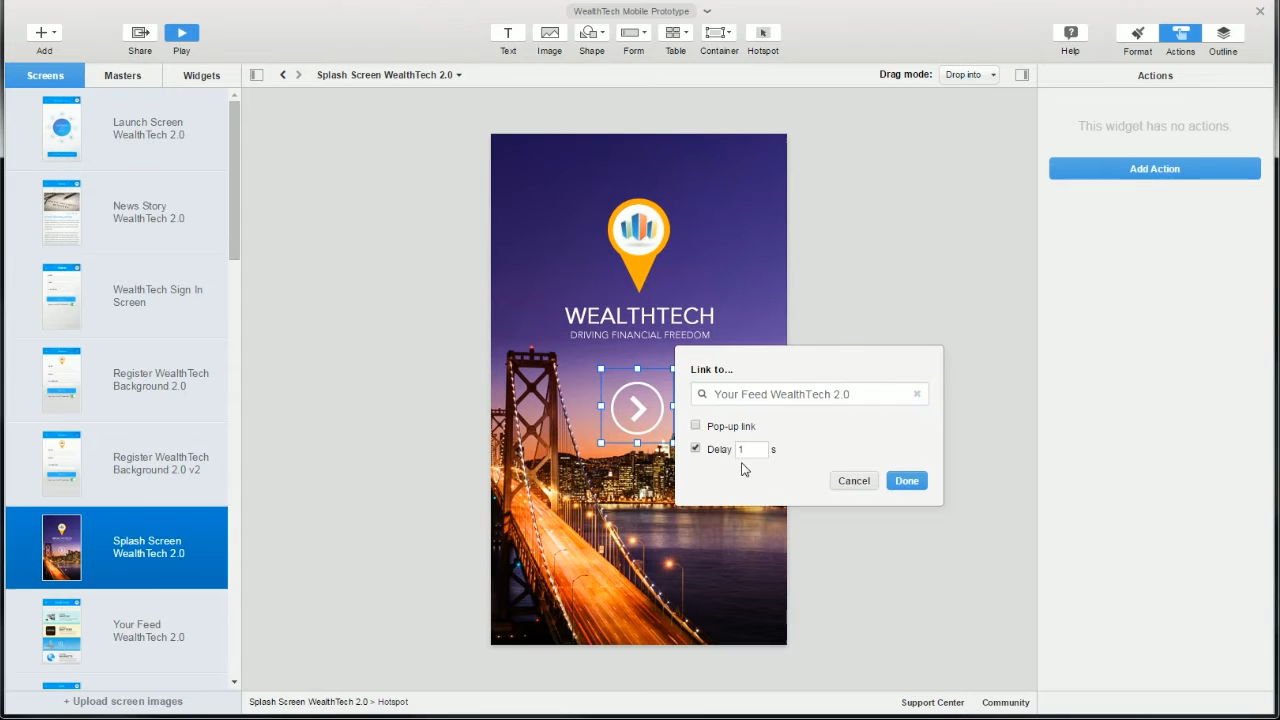 WealthTech Mobile Prototype
Add
Share
Play
Text
Image
Shape
Form
Table
Container
Hotspot
Help
Format
Actions
Outline
Screens
Masters
Widgets
Splash Screen WealthTech 2.0
Drag mode:
Drop into
Actions
Launch Screen
WealthTech 2.0
News Story
WealthTech 2.0
WealthTech Sign In
Screen
Register WealthTech
Background 2.0
Register WealthTech
Background 2.0 v2
Splash Screen
WealthTech 2.0
Your Feed
WealthTech 2.0
+ Upload screen images
WEALTHTECH
DRIVING FINANCIAL FREEDOM
Link to...
Your Feed WealthTech 2.0
Pop-up link
Delay 1 s
Cancel
Done
This widget has no actions.
Add Action
Splash Screen WealthTech 2.0 > Hotspot
Support Center
Community